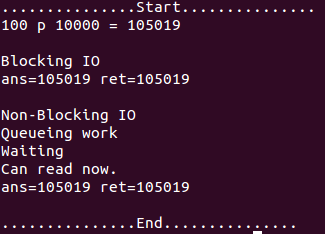 ...............Start...............
100 p 10000 = 105019
Blocking IO
ans=105019 ret=105019
Non-Blocking IO
Queueing work
Waiting
Can read now.
ans=105019 ret=105019
...............End...............